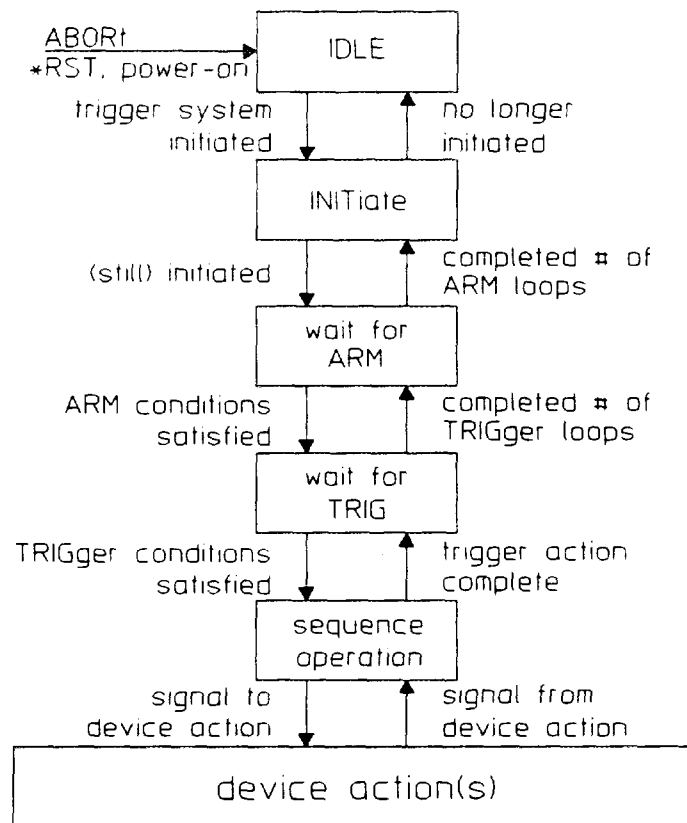 ABORt
*RST, power-on
IDLE
trigger system
initiated
no longer
initiated
INITiate
(still) initiated
completed # of
ARM loops
wait for
ARM
ARM conditions
satisfied
completed # of
TRIGger loops
wait for
TRIG
TRIGger conditions
satisfied
trigger action
complete
sequence
operation
signal to
device action
signal from
device action
device action(s)